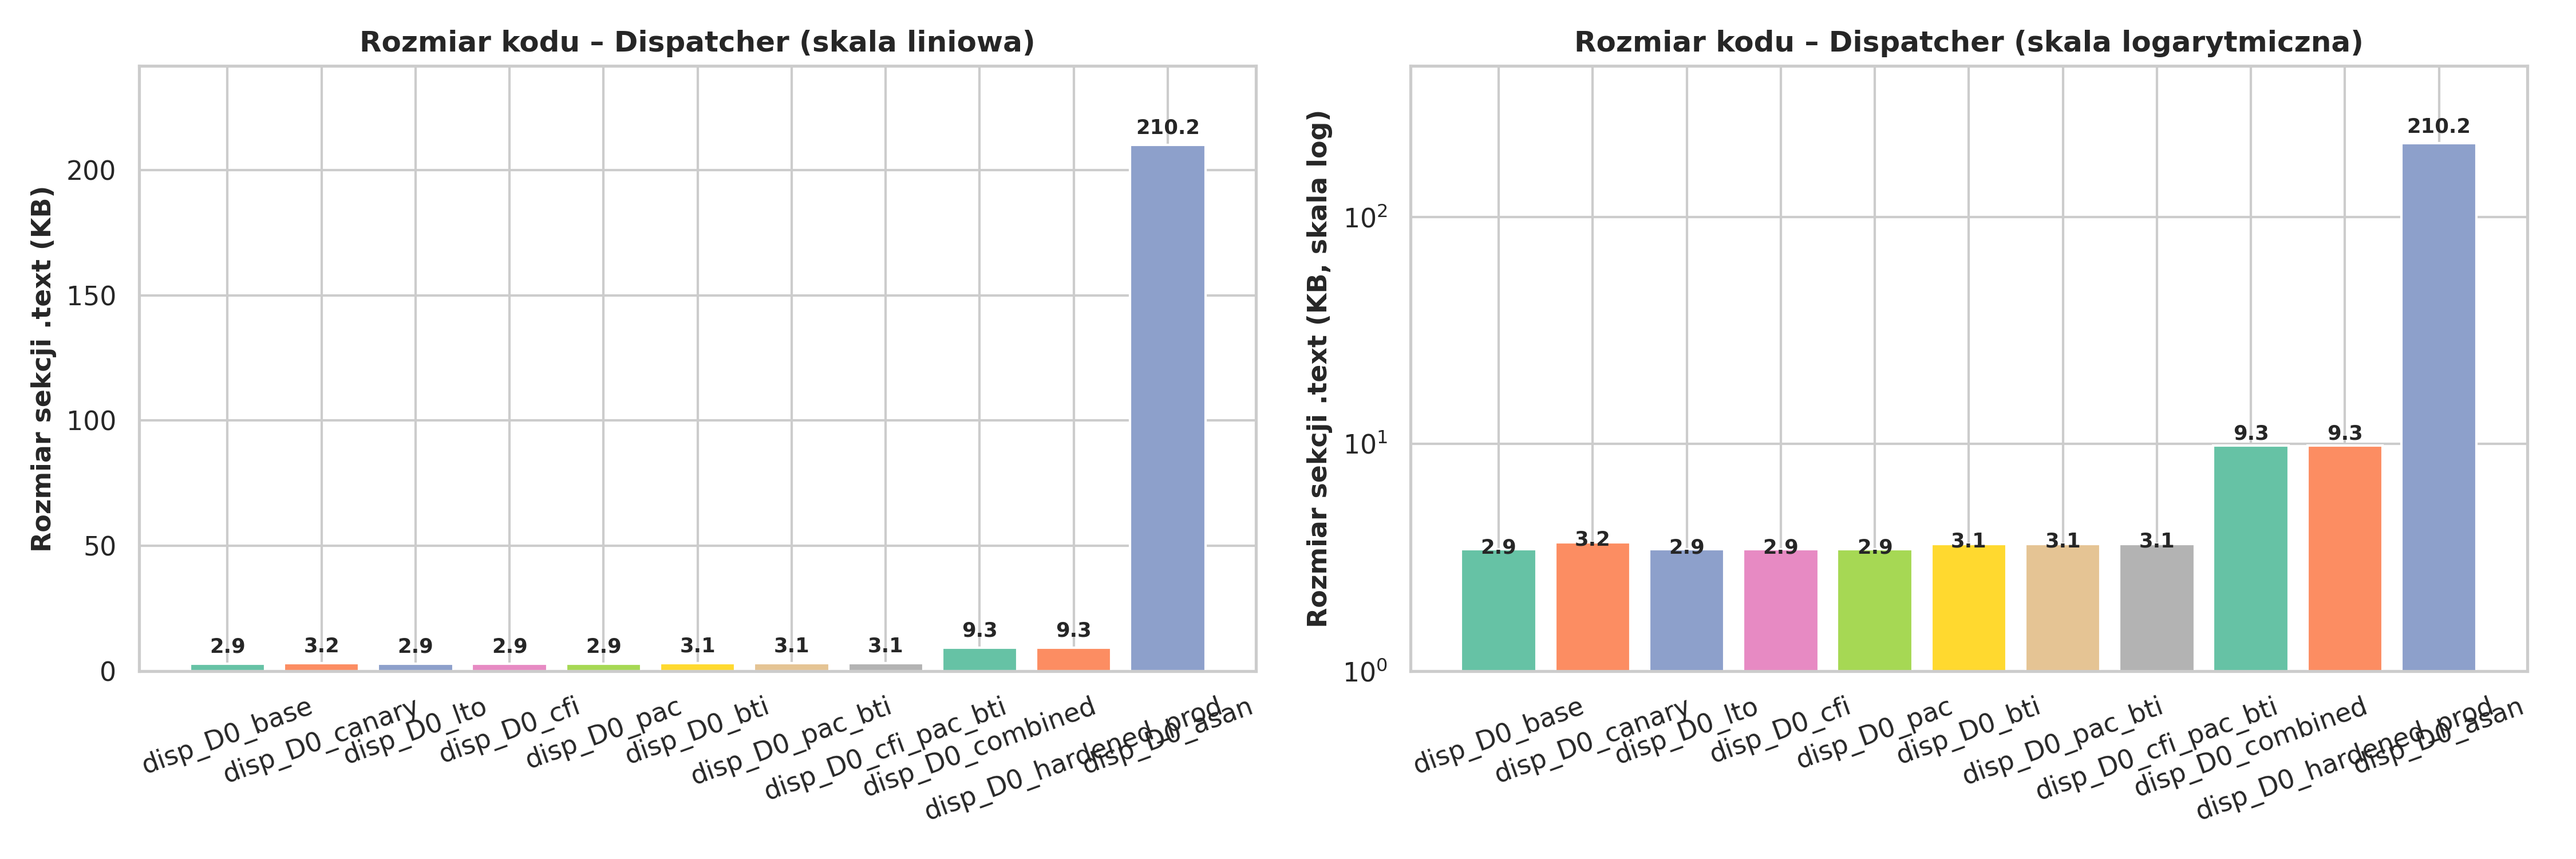 Rozmiar kodu – Dispatcher (skala liniowa)
Rozmiar sekcji .text (KB)
200
150
100
50
0
2.9
3.2
2.9
2.9
2.9
3.1
3.1
3.1
9.3
9.3
210.2
disp_D0_base
disp_D0_canary
disp_D0_lto
disp_D0_cfi
disp_D0_pac
disp_D0_bti
disp_D0_pac_bti
disp_D0_cfi_pac_bti
disp_D0_combined
disp_D0_hardened_prod
disp_D0_asan
Rozmiar kodu – Dispatcher (skala logarytmiczna)
Rozmiar sekcji .text (KB, skala log)
10²
10¹
10⁰
2.9
3.2
2.9
2.9
2.9
3.1
3.1
3.1
9.3
9.3
210.2
disp_D0_base
disp_D0_canary
disp_D0_lto
disp_D0_cfi
disp_D0_pac
disp_D0_bti
disp_D0_pac_bti
disp_D0_cfi_pac_bti
disp_D0_combined
disp_D0_hardened_prod
disp_D0_asan